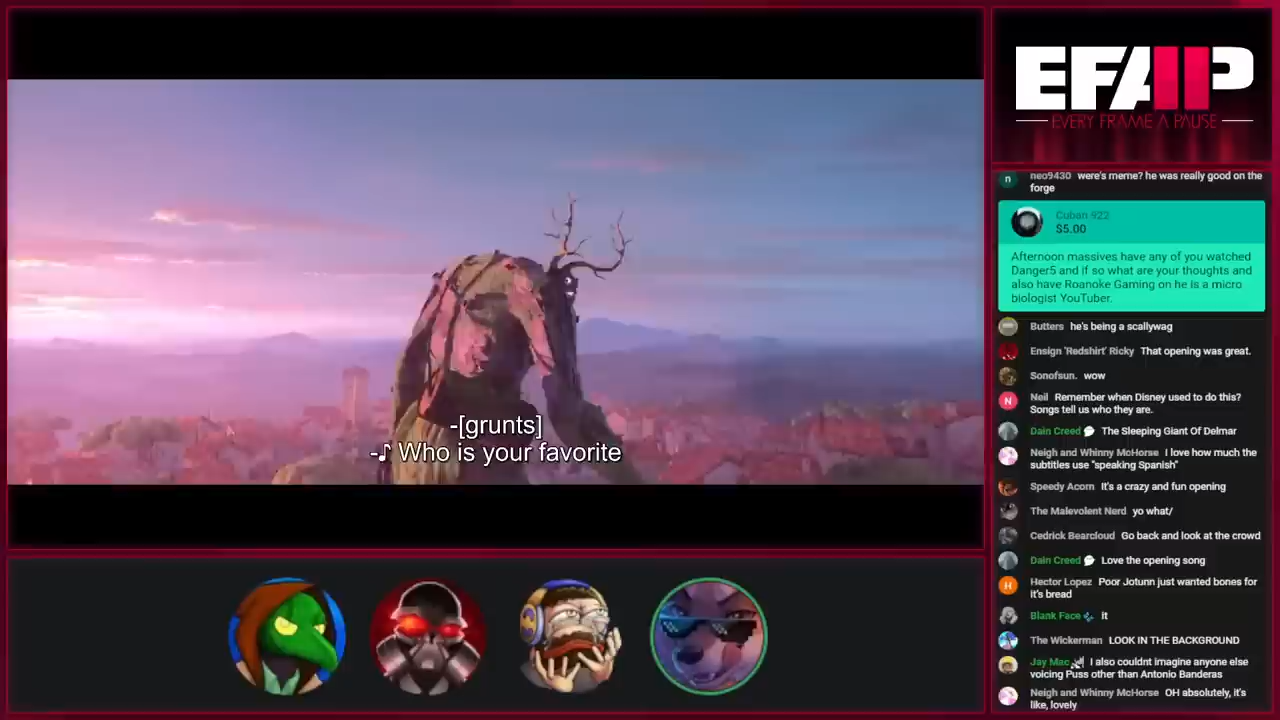 -[grunts]
-♪ Who is your favorite
EFAP
EVERY FRAME A PAUSE
n
neo9430 were's meme? he was really good on the
forge
Cuban 922
$5.00
Afternoon massives have any of you watched
Danger5 and if so what are your thoughts and
also have Roanoke Gaming on he is a micro
biologist YouTuber.
Butters he's being a scallywag
Ensign 'Redshirt' Ricky That opening was great.
Sonofsun. wow
N
Neil Remember when Disney used to do this?
Songs tell us who they are.
Dain Creed The Sleeping Giant Of Delmar
Neigh and Whinny McHorse I love how much the
subtitles use "speaking Spanish"
Speedy Acorn It's a crazy and fun opening
The Malevolent Nerd yo what/
Cedrick Bearcloud Go back and look at the crowd
Dain Creed Love the opening song
H
Hector Lopez Poor Jotunn just wanted bones for
it's bread
Blank Face it
The Wickerman LOOK IN THE BACKGROUND
Jay Mac I also couldnt imagine anyone else
voicing Puss other than Antonio Banderas
Neigh and Whinny McHorse OH absolutely, it's
like, lovely